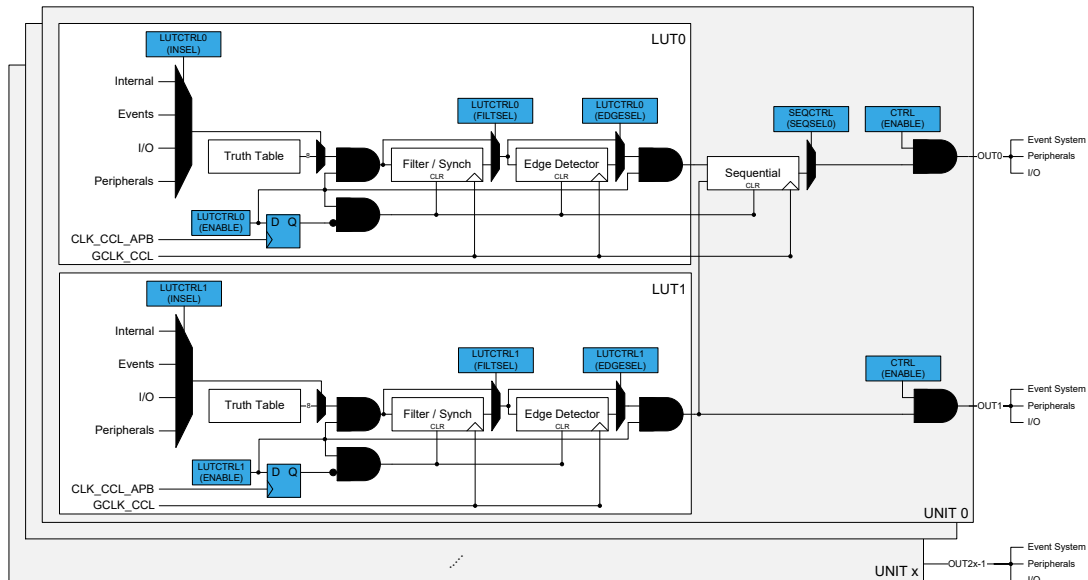 LUTCTRL0
(INSEL)
LUT0
Internal
Events
I/O
Peripherals
Truth Table
8
LUTCTRL0
(FILTSEL)
LUTCTRL0
(EDGESEL)
Filter / Synch
CLR
Edge Detector
CLR
SEQCTRL
(SEQSEL0)
CTRL
(ENABLE)
Sequential
CLR
OUT0
Event System
Peripherals
I/O
LUTCTRL0
(ENABLE)
D Q
CLK_CCL_APB
GCLK_CCL
LUTCTRL1
(INSEL)
LUT1
Internal
Events
I/O
Peripherals
Truth Table
8
LUTCTRL1
(FILTSEL)
LUTCTRL1
(EDGESEL)
Filter / Synch
CLR
Edge Detector
CLR
CTRL
(ENABLE)
OUT1
Event System
Peripherals
I/O
LUTCTRL1
(ENABLE)
D Q
CLK_CCL_APB
GCLK_CCL
UNIT 0
UNIT x
OUT2x-1
Event System
Peripherals
I/O